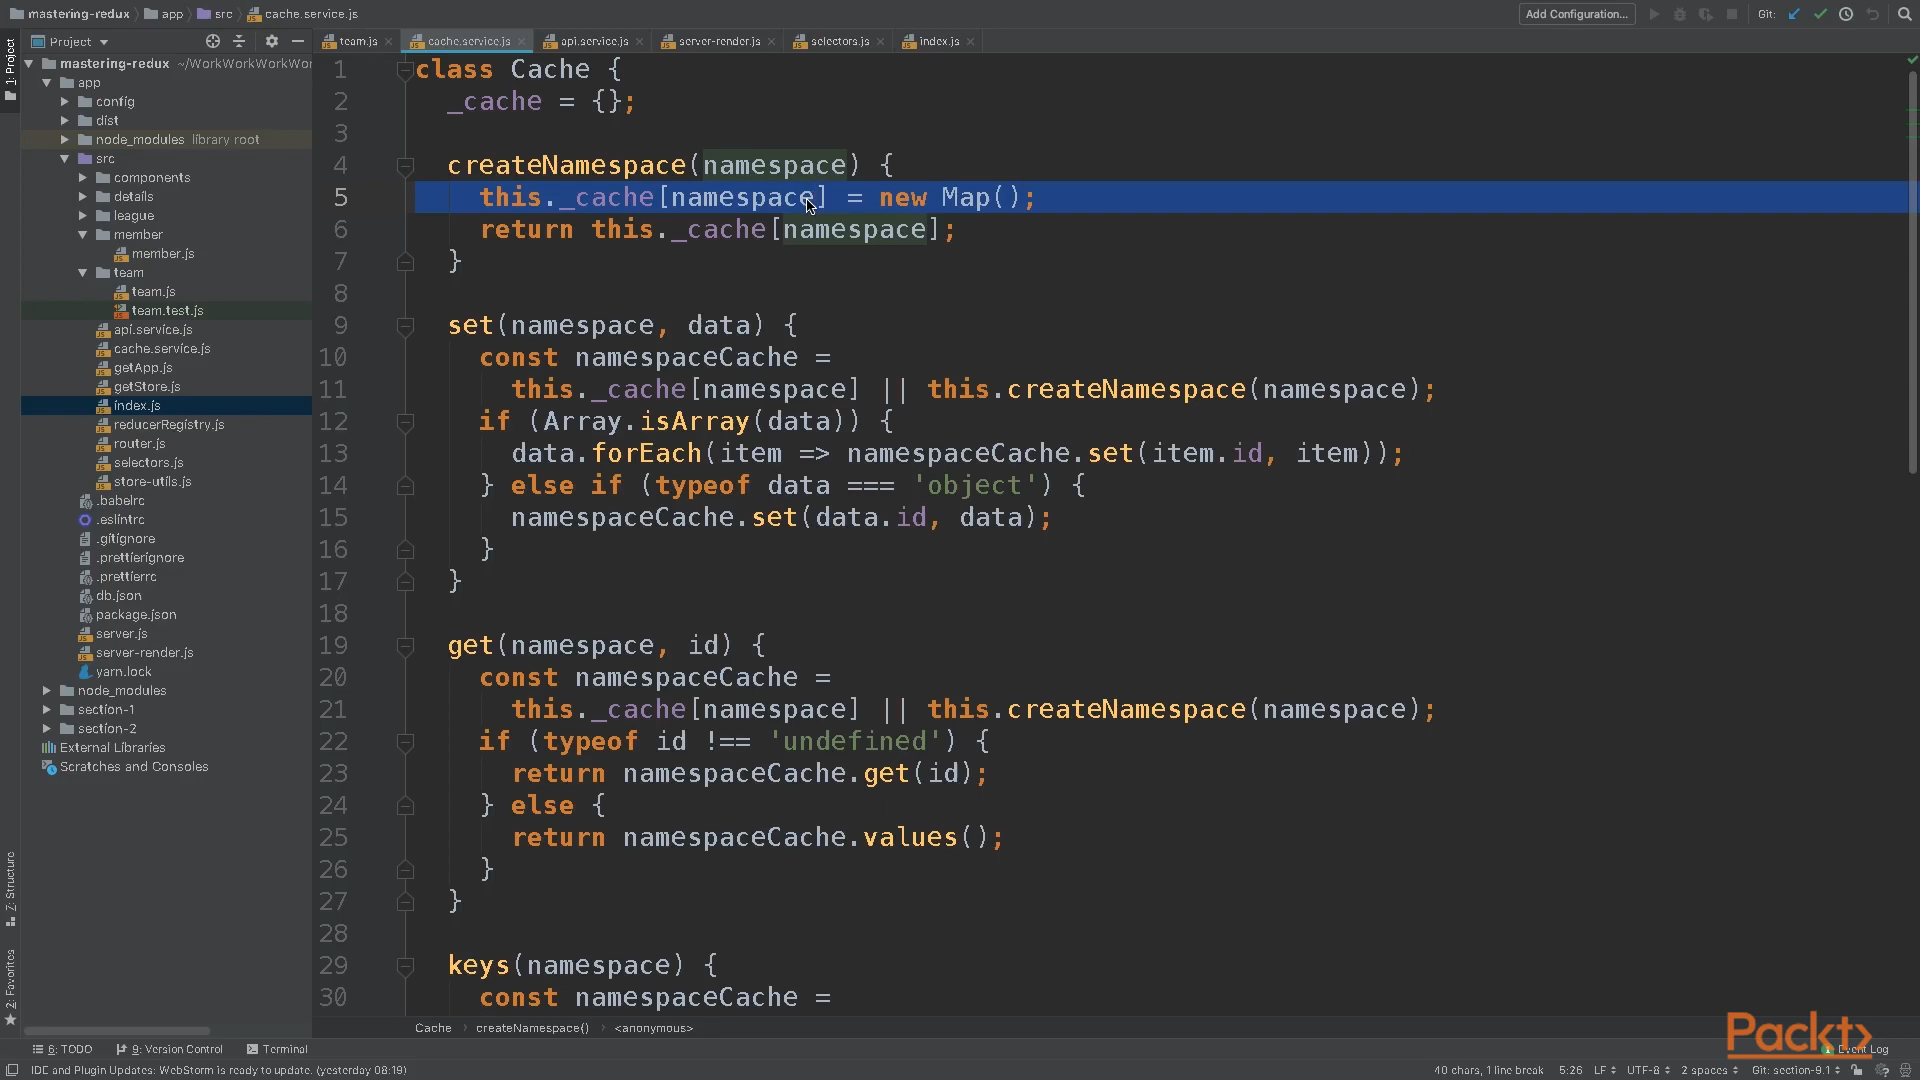 mastering-redux app src cache.service.js Add Configuration... Git:
Project team.js cache.service.js api.service.js server-render.js selectors.js index.js
1: Project
mastering-redux ~/WorkWorkWorkWor
app
config
dist
node_modules library root
src
components
details
league
member
member.js
team
team.js
team.test.js
api.service.js
cache.service.js
getApp.js
getStore.js
index.js
reducerRegistry.js
router.js
selectors.js
store-utils.js
.babelrc
.eslintrc
.gitignore
.prettierignore
.prettierrc
db.json
package.json
server.js
server-render.js
yarn.lock
node_modules
section-1
section-2
External Libraries
Scratches and Consoles
Z: Structure
2: Favorites
1 class Cache {
2 _cache = {};
3
4 createNamespace(namespace) {
5 this._cache[namespace] = new Map();
6 return this._cache[namespace];
7 }
8
9 set(namespace, data) {
10 const namespaceCache =
11 this._cache[namespace] || this.createNamespace(namespace);
12 if (Array.isArray(data)) {
13 data.forEach(item => namespaceCache.set(item.id, item));
14 } else if (typeof data === 'object') {
15 namespaceCache.set(data.id, data);
16 }
17 }
18
19 get(namespace, id) {
20 const namespaceCache =
21 this._cache[namespace] || this.createNamespace(namespace);
22 if (typeof id !== 'undefined') {
23 return namespaceCache.get(id);
24 } else {
25 return namespaceCache.values();
26 }
27 }
28
29 keys(namespace) {
30 const namespaceCache =
Cache createNamespace() <anonymous>
Packt>
6: TODO 9: Version Control Terminal Event Log
IDE and Plugin Updates: WebStorm is ready to update. (yesterday 08:19) 40 chars, 1 line break 5:26 LF UTF-8 2 spaces Git: section-9.1